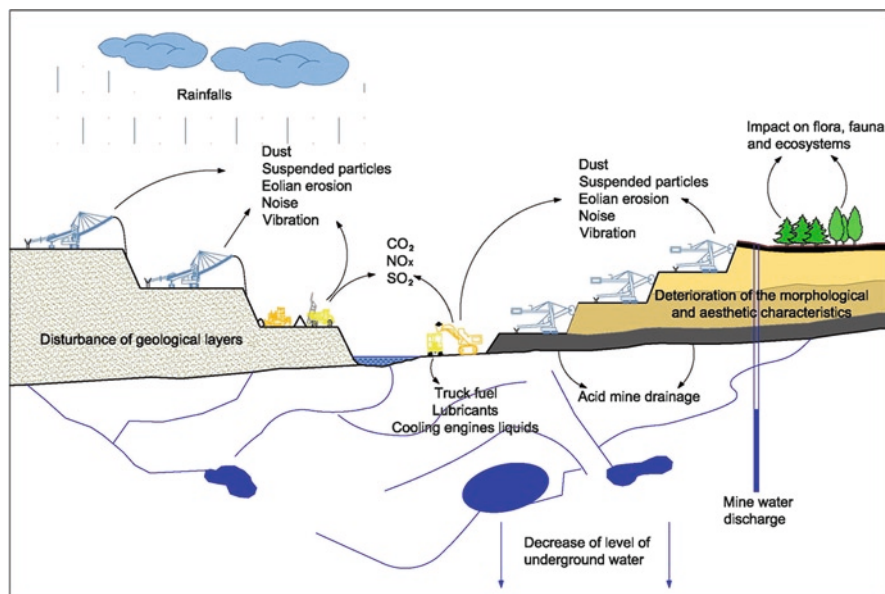 Rainfalls
Impact on flora, fauna
and ecosystems
Dust
Suspended particles
Eolian erosion
Noise
Vibration
Dust
Suspended particles
Eolian erosion
Noise
Vibration
CO₂
NOx
SO₂
Deterioration of the morphological
and aesthetic characteristics
Disturbance of geological layers
Truck fuel
Lubricants
Cooling engines liquids
Acid mine drainage
Mine water
discharge
Decrease of level of
underground water